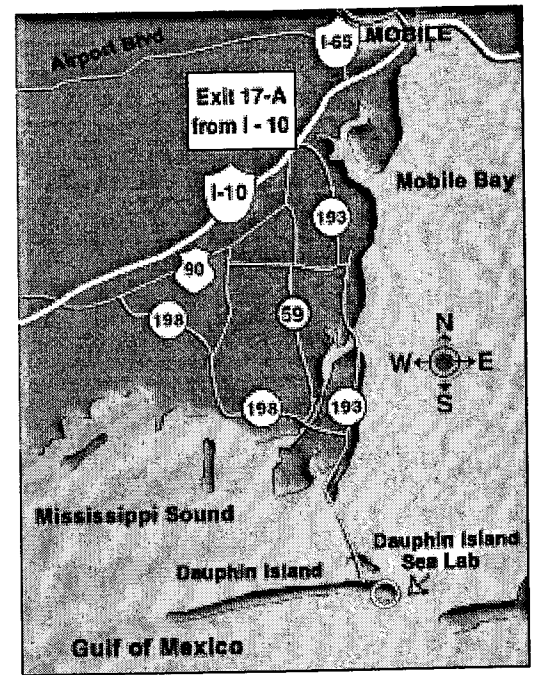 I-65
MOBILE
Airport Blvd
Exit 17-A
from I - 10
I-10
Mobile Bay
193
90
198
59
N
W E
S
198
193
Mississippi Sound
Dauphin Island
Sea Lab
Dauphin Island
Gulf of Mexico